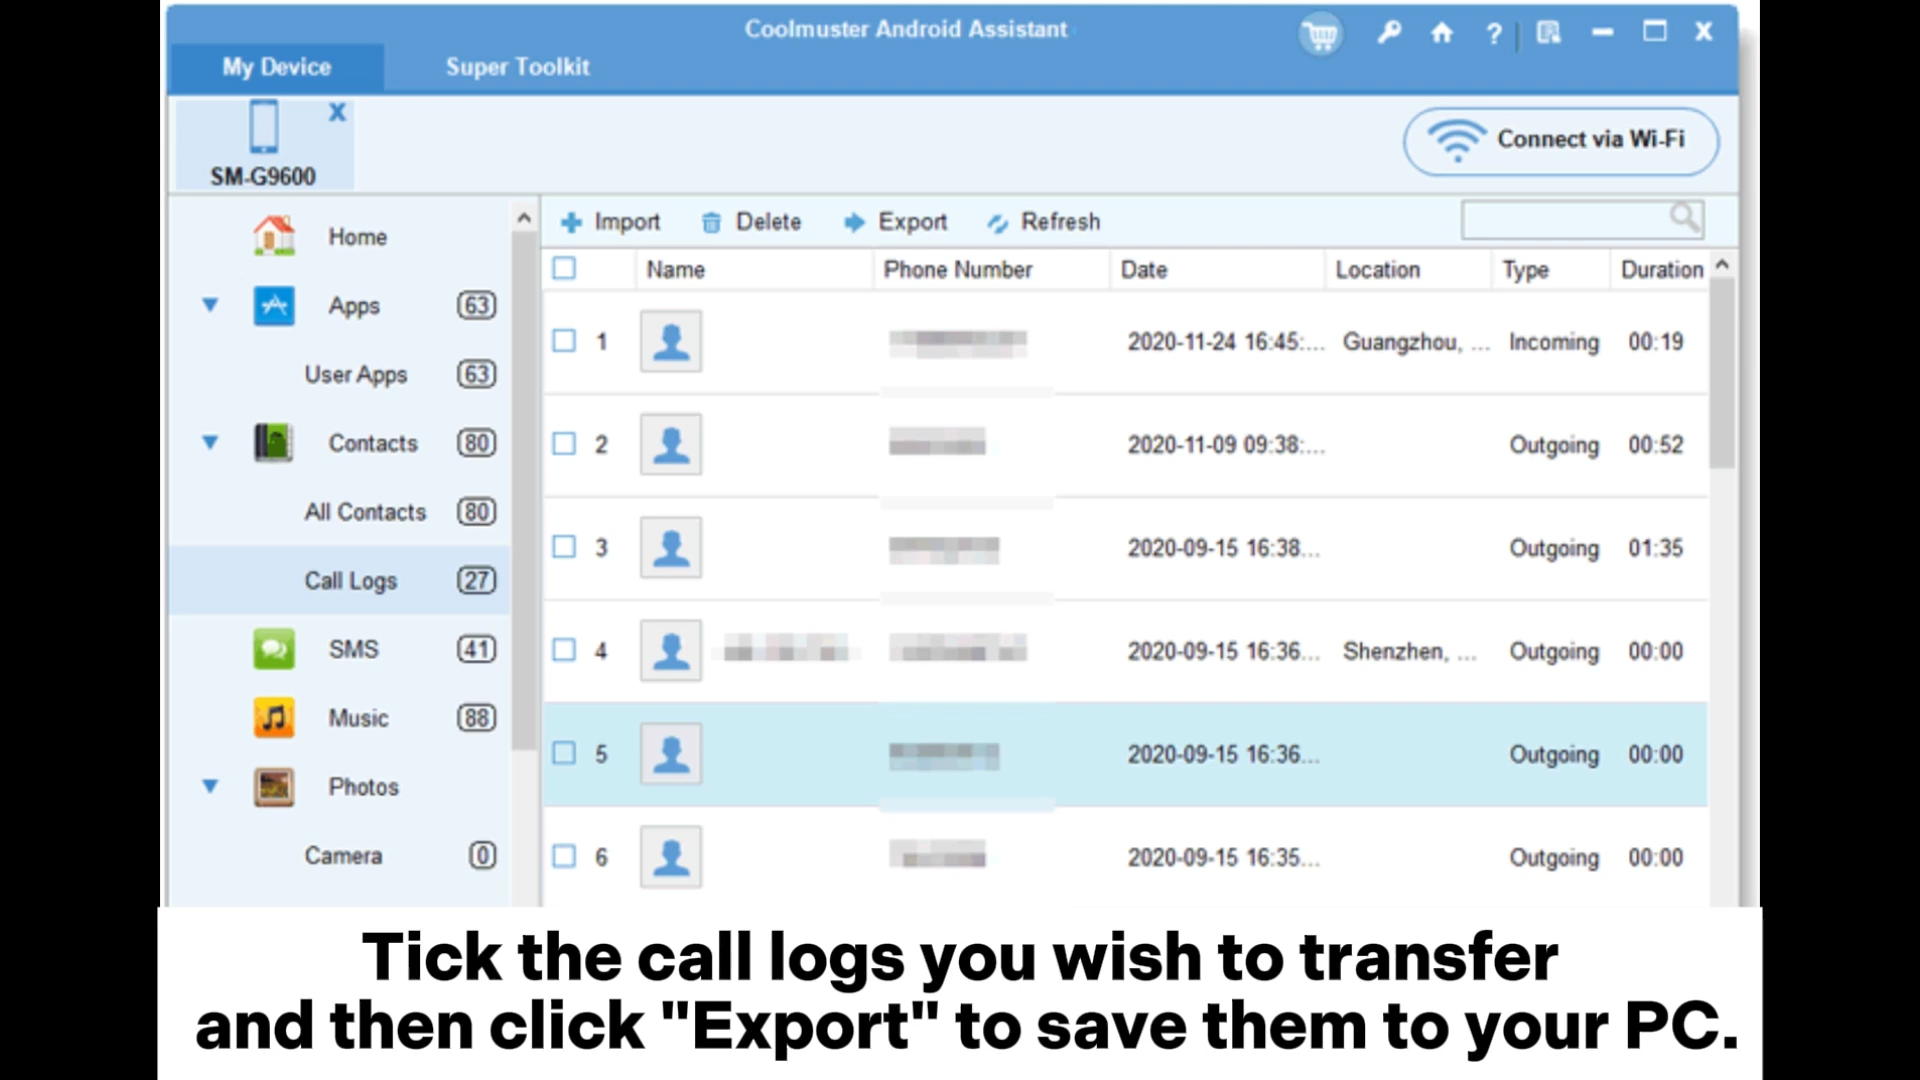 Coolmuster Android Assistant
My Device
Super Toolkit
SM-G9600
Connect via Wi-Fi
Import
Delete
Export
Refresh
Home
Apps 63
User Apps 63
Contacts 80
All Contacts 80
Call Logs 27
SMS 41
Music 88
Photos
Camera 0
Name Phone Number Date Location Type Duration
1 2020-11-24 16:45:... Guangzhou, ... Incoming 00:19
2 2020-11-09 09:38:... Outgoing 00:52
3 2020-09-15 16:38... Outgoing 01:35
4 2020-09-15 16:36... Shenzhen, ... Outgoing 00:00
5 2020-09-15 16:36... Outgoing 00:00
6 2020-09-15 16:35... Outgoing 00:00
Tick the call logs you wish to transfer
and then click "Export" to save them to your PC.